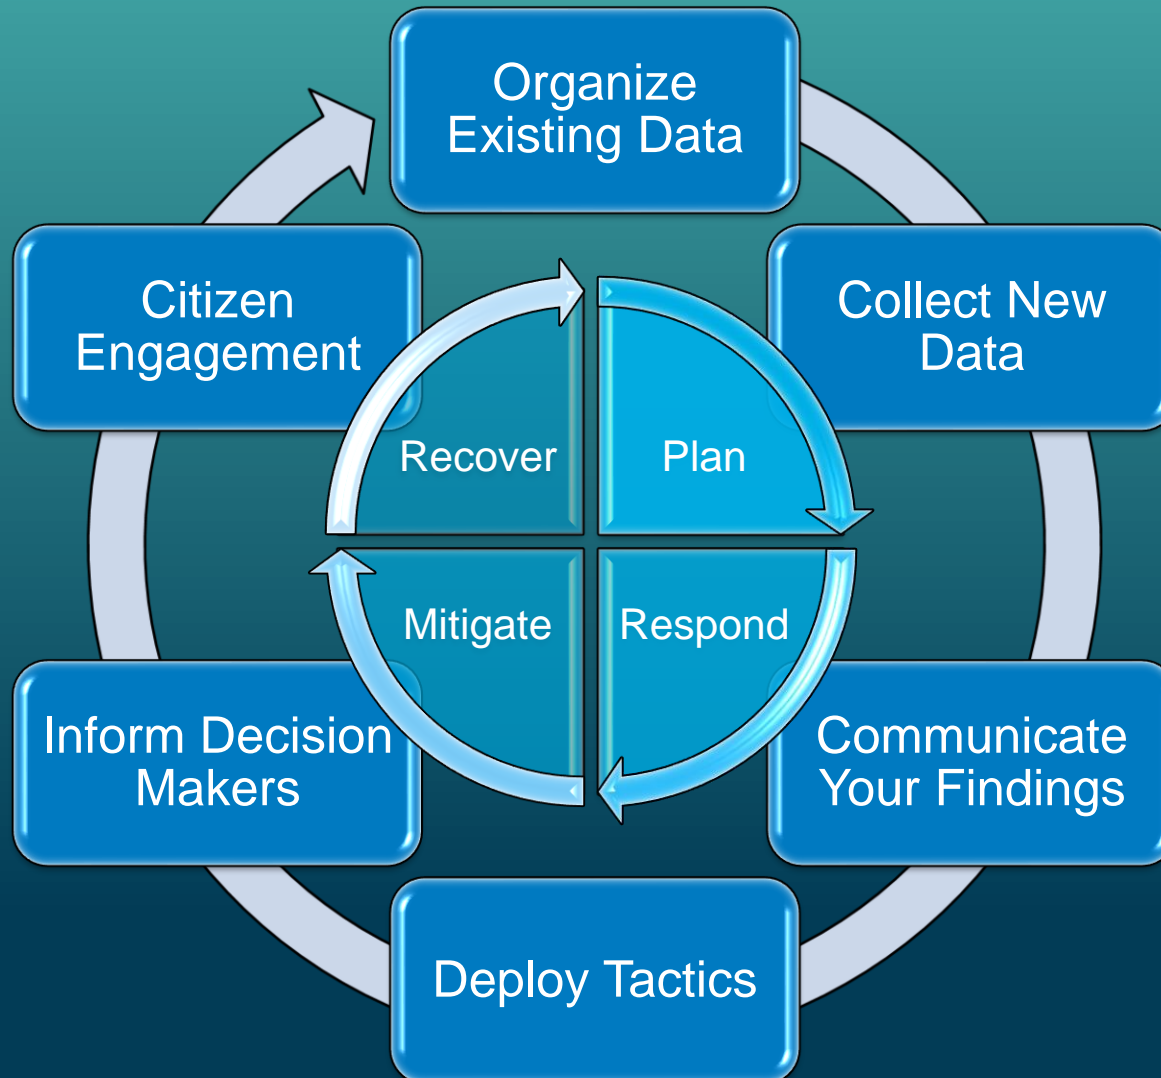 Organize
Existing Data
Citizen
Engagement
Collect New
Data
Recover
Plan
Mitigate
Respond
Inform Decision
Makers
Communicate
Your Findings
Deploy Tactics